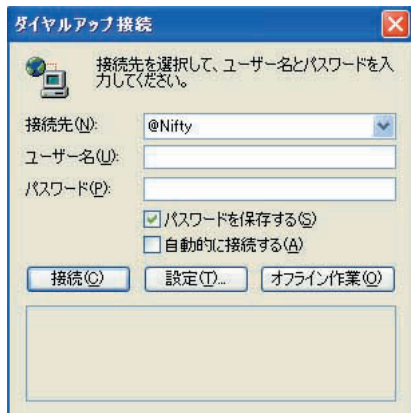 ダイヤルアップ接続
接続先を選択して、ユーザー名とパスワードを入
力してください。
接続先(N): @Nifty
ユーザー名(U):
パスワード(P):
パスワードを保存する(S)
自動的に接続する(A)
接続(C) 設定(T)... オフライン作業(O)